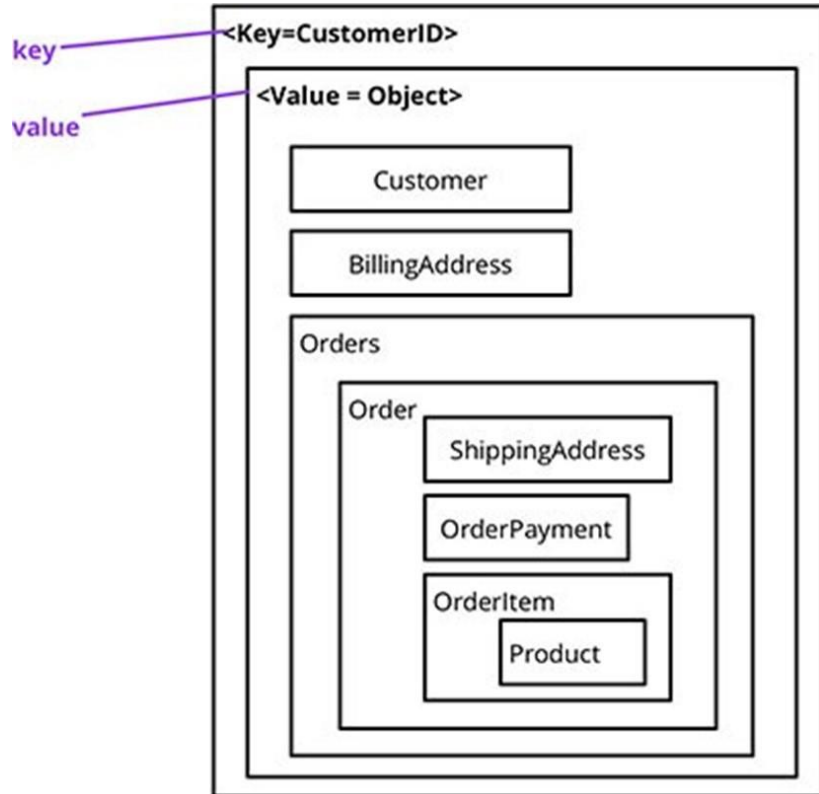 <Key=CustomerID>
key
<Value = Object>
value
Customer
BillingAddress
Orders
Order
ShippingAddress
OrderPayment
OrderItem
Product